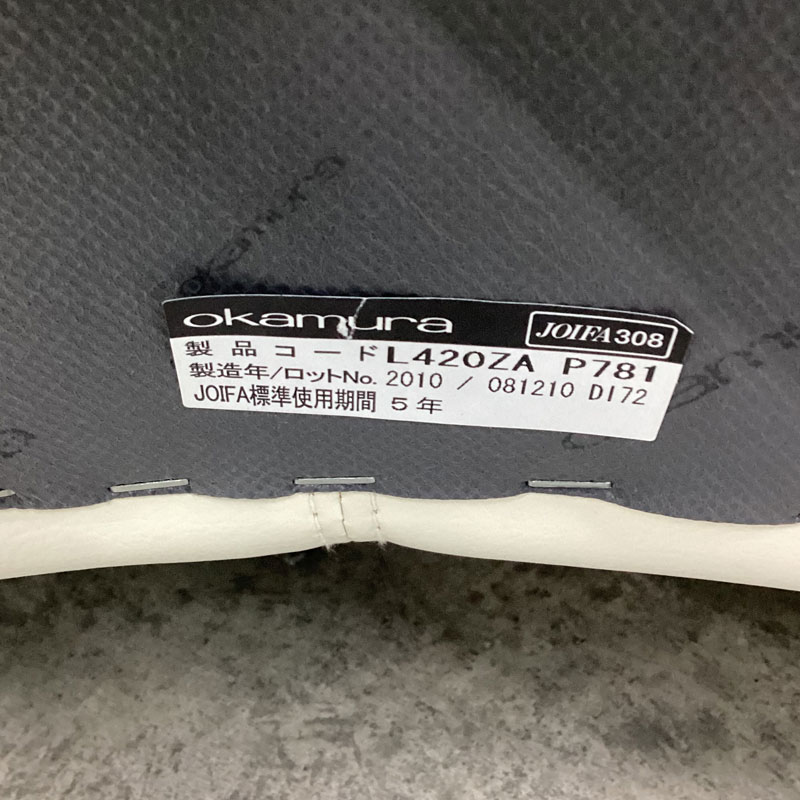 okamura
okamura JOIFA308
製品コードL420ZA P781
製造年/ロットNo. 2010 / 081210 DI72
JOIFA標準使用期間 5年